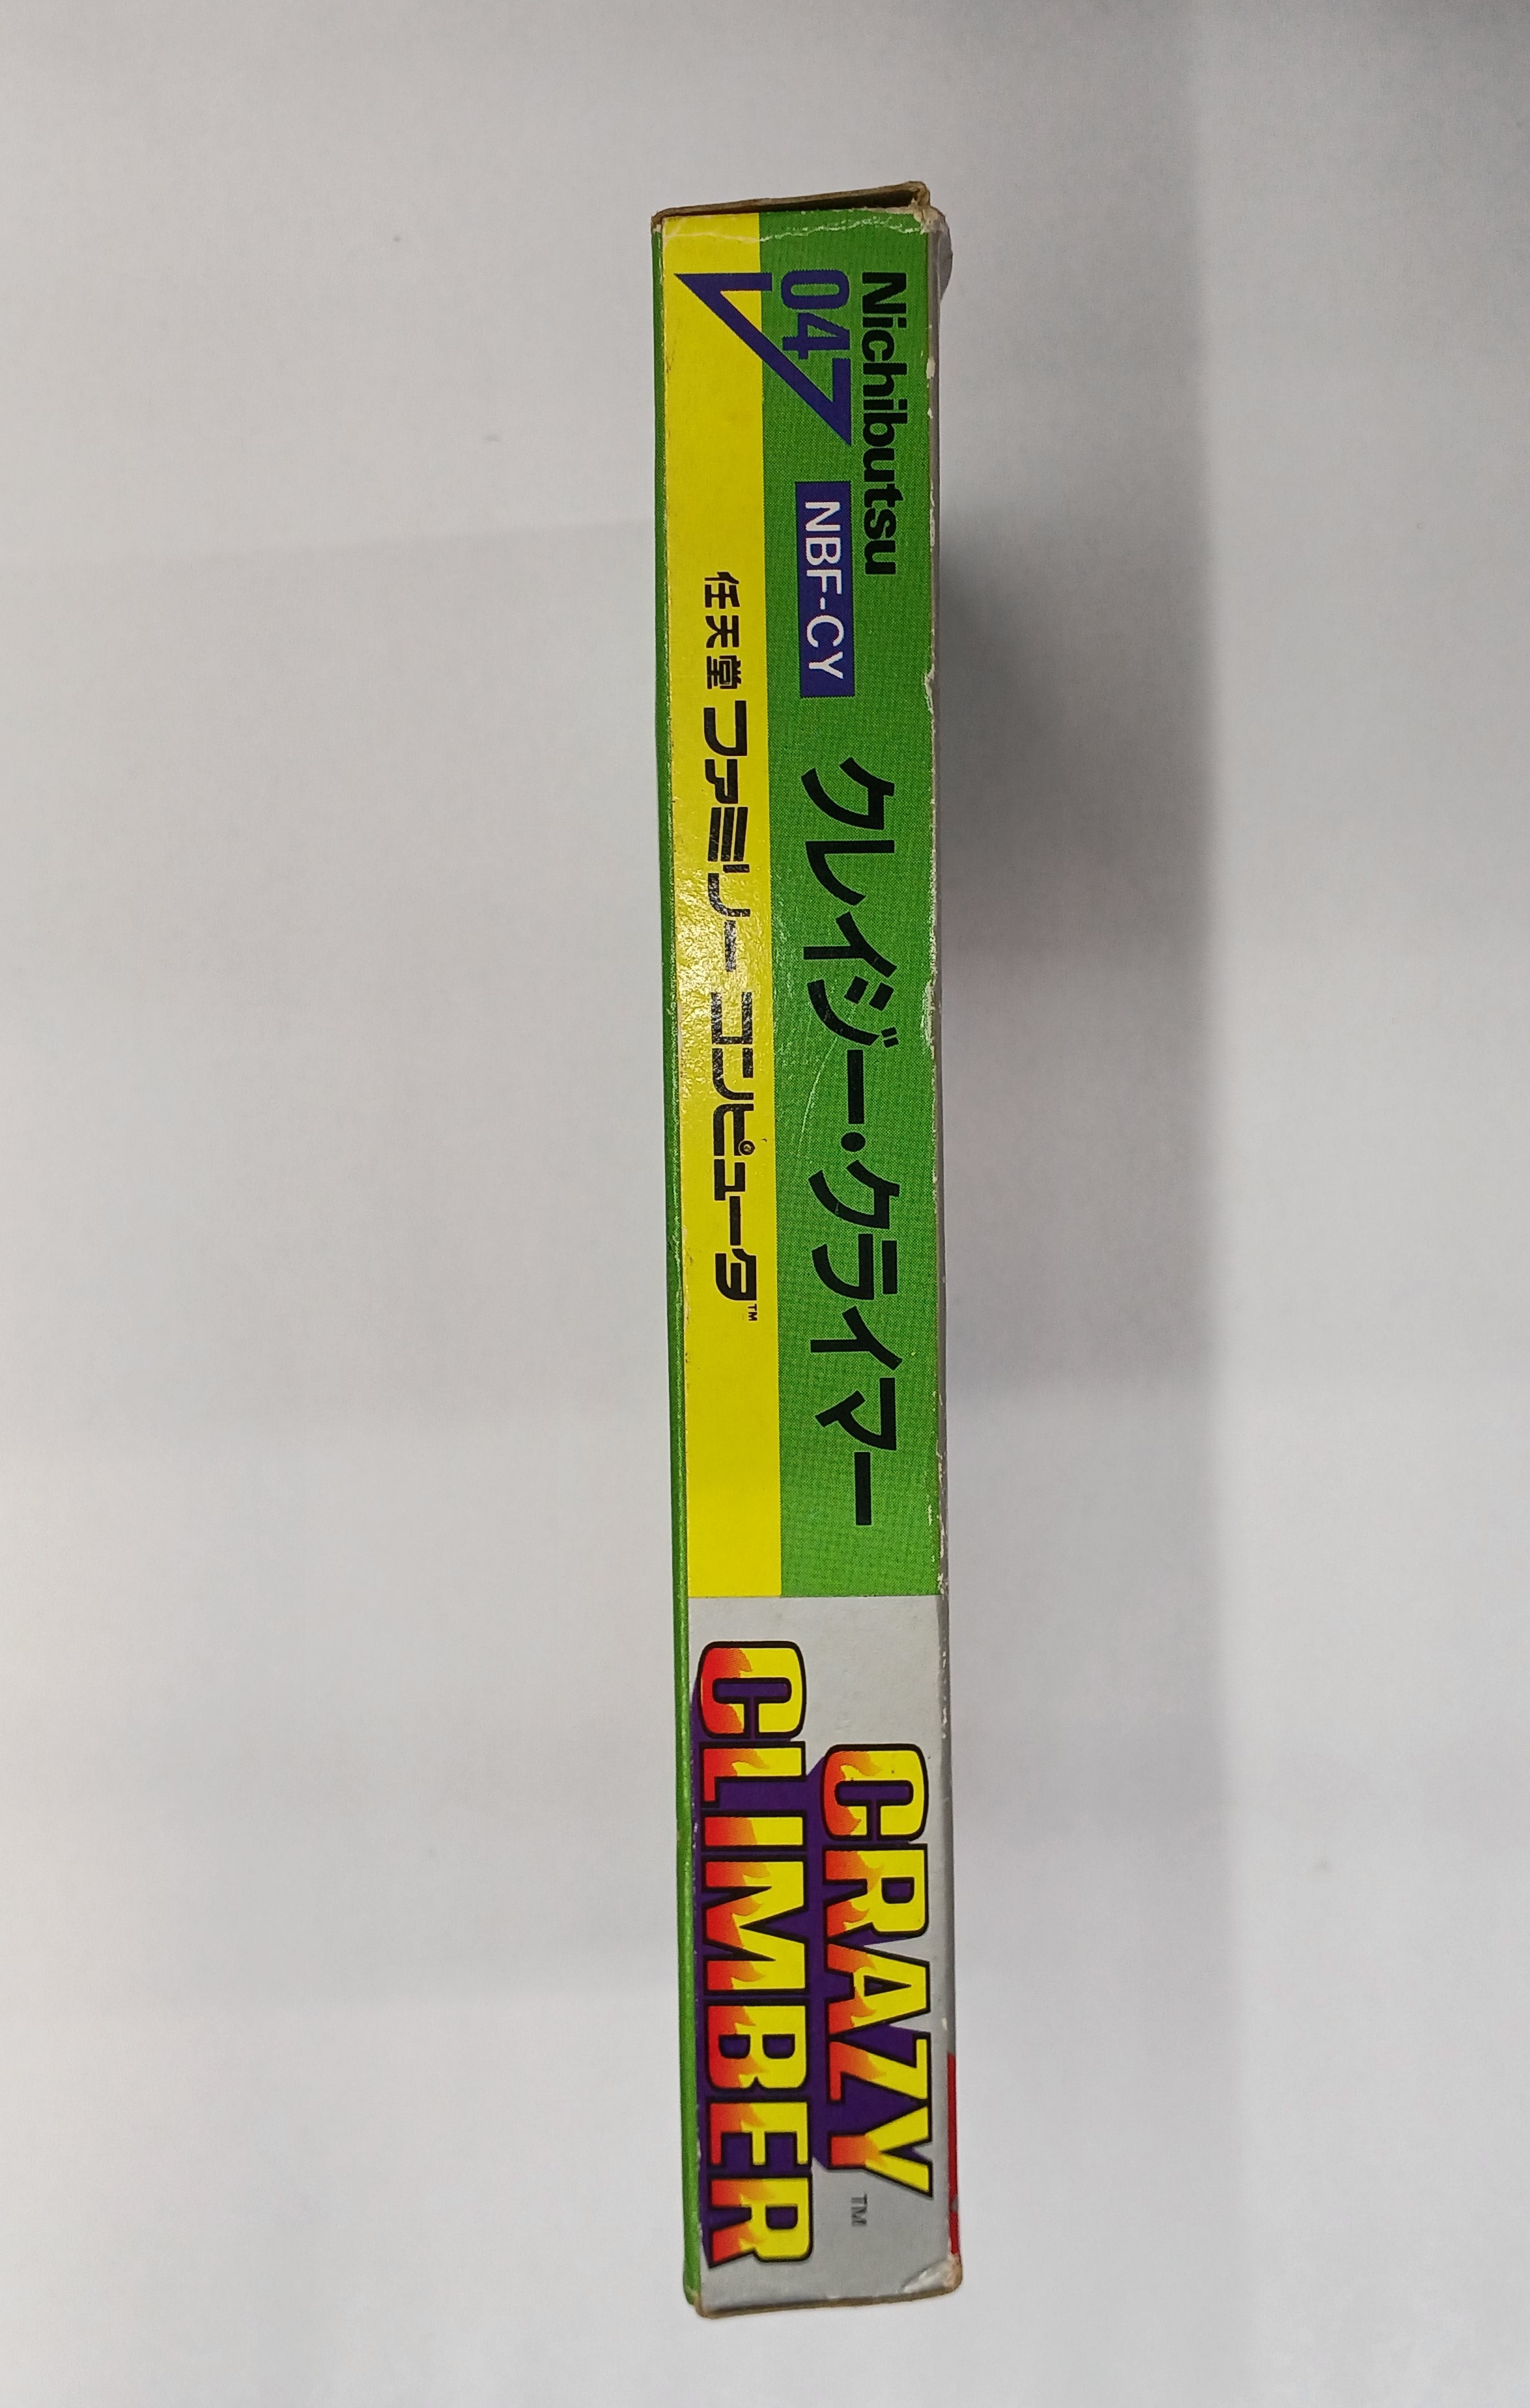 Nichibutsu
04 NBF-CY クレイジー・クライマー
任天堂 ファミリー コンピュータ™
CRAZY
CLIMBER
TM